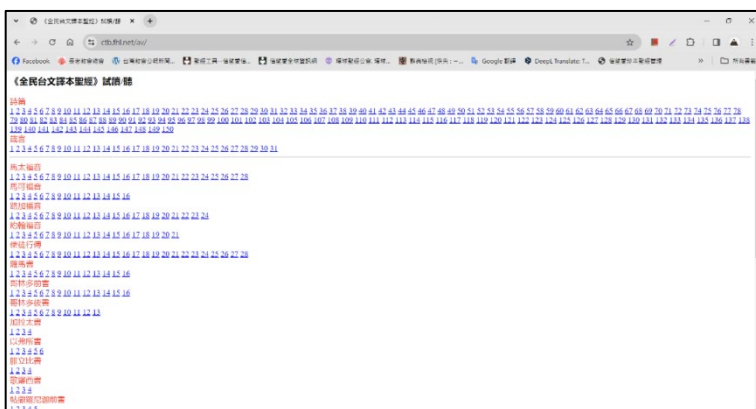 《全民台文譯本聖經》試讀/聽
ctb.fhl.net/av/
Facebook
Google 翻譯
DeepL Translate: T...
《全民台文譯本聖經》試讀/聽
詩篇
1 2 3 4 5 6 7 8 9 10 11 12 13 14 15 16 17 18 19 20 21 22 23 24 25 26 27 28 29 30 31 32 33 34 35 36 37 38 39 40 41 42 43 44 45 46 47 48 49 50 51 52 53 54 55 56 57 58 59 60 61 62 63 64 65 66 67 68 69 70 71 72 73 74 75 76 77 78
79 80 81 82 83 84 85 86 87 88 89 90 91 92 93 94 95 96 97 98 99 100 101 102 103 104 105 106 107 108 109 110 111 112 113 114 115 116 117 118 119 120 121 122 123 124 125 126 127 128 129 130 131 132 133 134 135 136 137 138
139 140 141 142 143 144 145 146 147 148 149 150
箴言
1 2 3 4 5 6 7 8 9 10 11 12 13 14 15 16 17 18 19 20 21 22 23 24 25 26 27 28 29 30 31
馬太福音
1 2 3 4 5 6 7 8 9 10 11 12 13 14 15 16 17 18 19 20 21 22 23 24 25 26 27 28
馬可福音
1 2 3 4 5 6 7 8 9 10 11 12 13 14 15 16
路加福音
1 2 3 4 5 6 7 8 9 10 11 12 13 14 15 16 17 18 19 20 21 22 23 24
約翰福音
1 2 3 4 5 6 7 8 9 10 11 12 13 14 15 16 17 18 19 20 21
使徒行傳
1 2 3 4 5 6 7 8 9 10 11 12 13 14 15 16 17 18 19 20 21 22 23 24 25 26 27 28
羅馬書
1 2 3 4 5 6 7 8 9 10 11 12 13 14 15 16
哥林多前書
1 2 3 4 5 6 7 8 9 10 11 12 13 14 15 16
哥林多後書
1 2 3 4 5 6 7 8 9 10 11 12 13
加拉太書
1 2 3 4
以弗所書
1 2 3 4 5 6
腓立比書
1 2 3 4
歌羅西書
1 2 3 4
帖撒羅尼迦前書
1 2 3 4 5